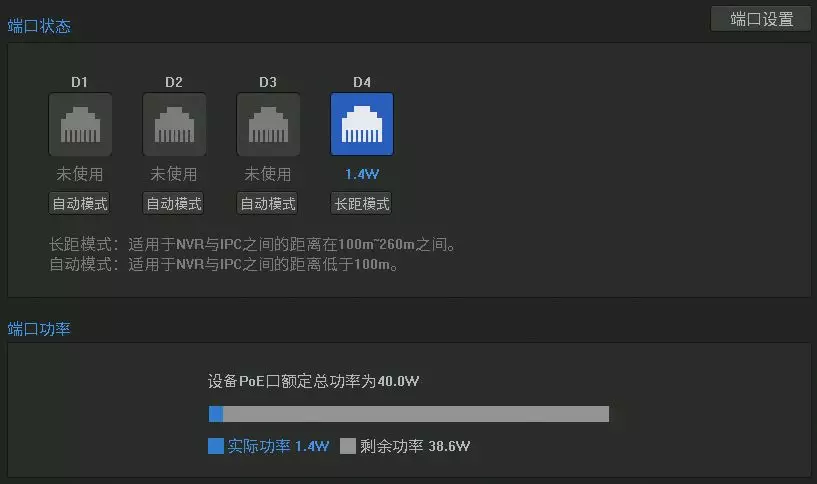 端口状态
端口设置
D1 D2 D3 D4
未使用 未使用 未使用 1.4W
自动模式 自动模式 自动模式 长距模式
长距模式：适用于NVR与IPC之间的距离在100m~260m之间。
自动模式：适用于NVR与IPC之间的距离低于100m。
端口功率
设备PoE口额定总功率为40.0W
实际功率 1.4W 剩余功率 38.6W